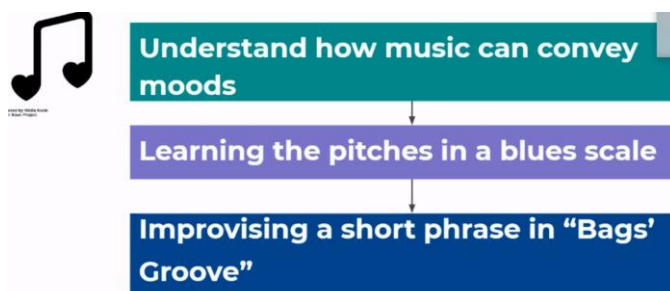 Understand how music can convey
moods
Learning the pitches in a blues scale
Improvising a short phrase in “Bags’
Groove”